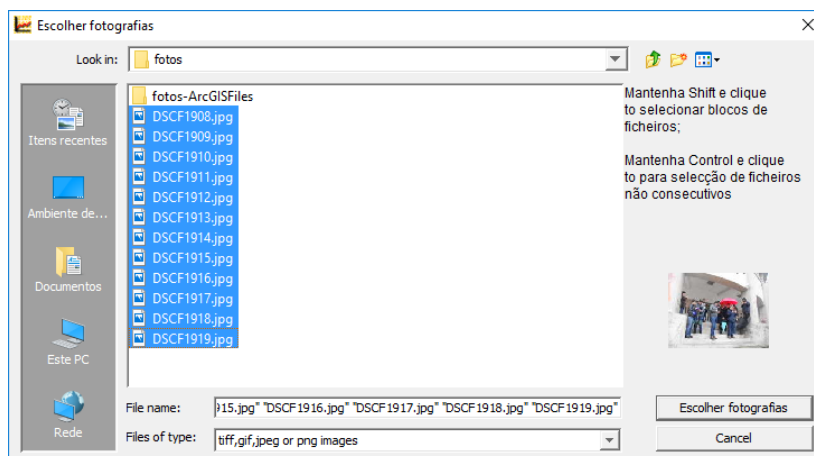 Escolher fotografias
Look in: fotos
fotos-ArcGISFiles
DSCF1908.jpg
DSCF1909.jpg
DSCF1910.jpg
DSCF1911.jpg
DSCF1912.jpg
DSCF1913.jpg
DSCF1914.jpg
DSCF1915.jpg
DSCF1916.jpg
DSCF1917.jpg
DSCF1918.jpg
DSCF1919.jpg
Itens recentes
Ambiente de...
Documentos
Este PC
Rede
Mantenha Shift e clique
to selecionar blocos de
ficheiros;
Mantenha Control e clique
to para selecção de ficheiros
não consecutivos
File name: 915.jpg" "DSCF1916.jpg" "DSCF1917.jpg" "DSCF1918.jpg" "DSCF1919.jpg"
Escolher fotografias
Files of type: tiff,gif,jpeg or png images
Cancel